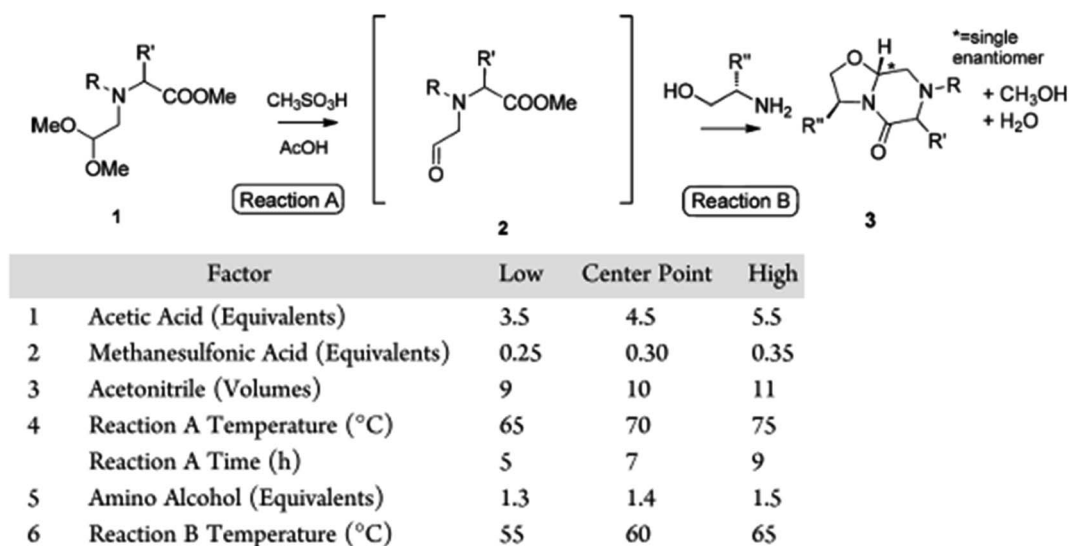 R'
R
N
COOMe
MeO
OMe
1
CH₃SO₃H
AcOH
Reaction A
R'
R
N
COOMe
O
2
R"
HO
NH₂
Reaction B
O
H
*
N
N-R
R"
O
R'
3
*=single
enantiomer
+ CH₃OH
+ H₂O
Factor Low Center Point High
1 Acetic Acid (Equivalents) 3.5 4.5 5.5
2 Methanesulfonic Acid (Equivalents) 0.25 0.30 0.35
3 Acetonitrile (Volumes) 9 10 11
4 Reaction A Temperature (°C) 65 70 75
Reaction A Time (h) 5 7 9
5 Amino Alcohol (Equivalents) 1.3 1.4 1.5
6 Reaction B Temperature (°C) 55 60 65